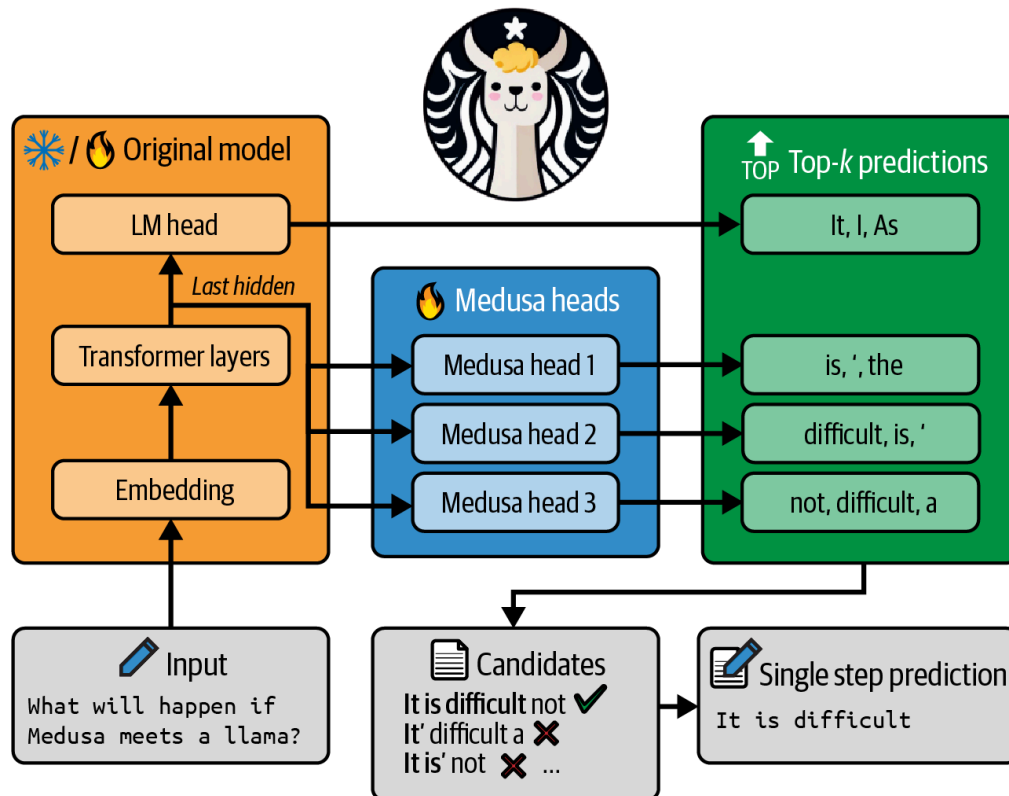 / Original model
LM head
Last hidden
Transformer layers
Embedding
Input
What will happen if
Medusa meets a llama?
Medusa heads
Medusa head 1
Medusa head 2
Medusa head 3
TOP
Top-k predictions
It, I, As
is, ‘, the
difficult, is, ‘
not, difficult, a
Candidates
It is difficult not
It’ difficult a
It is’ not ...
Single step prediction
It is difficult